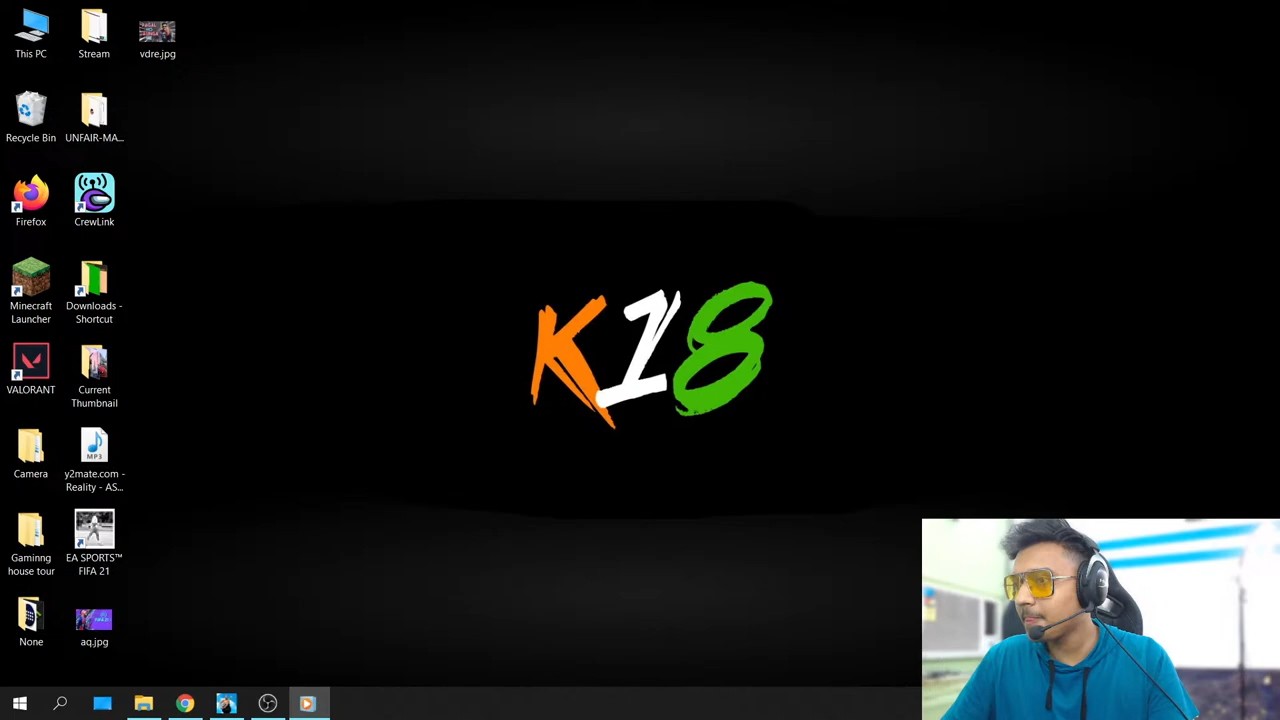 This PC
Stream
vdre.jpg
Recycle Bin
UNFAIR-MA...
Firefox
CrewLink
Minecraft
Launcher
Downloads -
Shortcut
VALORANT
Current
Thumbnail
Camera
MP3
y2mate.com -
Reality - AS...
Gaminng
house tour
EA SPORTS™
FIFA 21
None
aq.jpg
K18